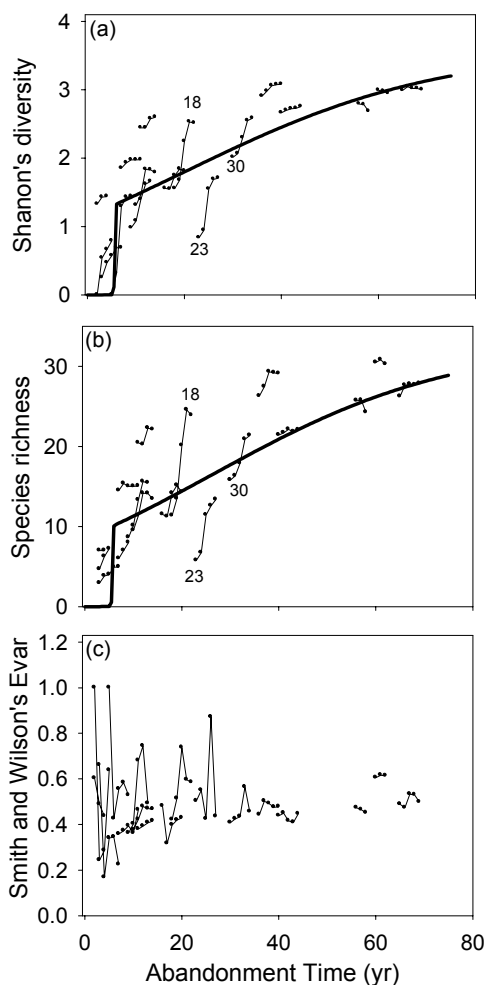 (a)
Shanon's diversity
4
3
2
1
0
18
30
23
(b)
Species richness
30
20
10
0
18
30
23
(c)
Smith and Wilson's Evar
1.2
1.0
0.8
0.6
0.4
0.2
0.0
0 20 40 60 80
Abandonment Time (yr)